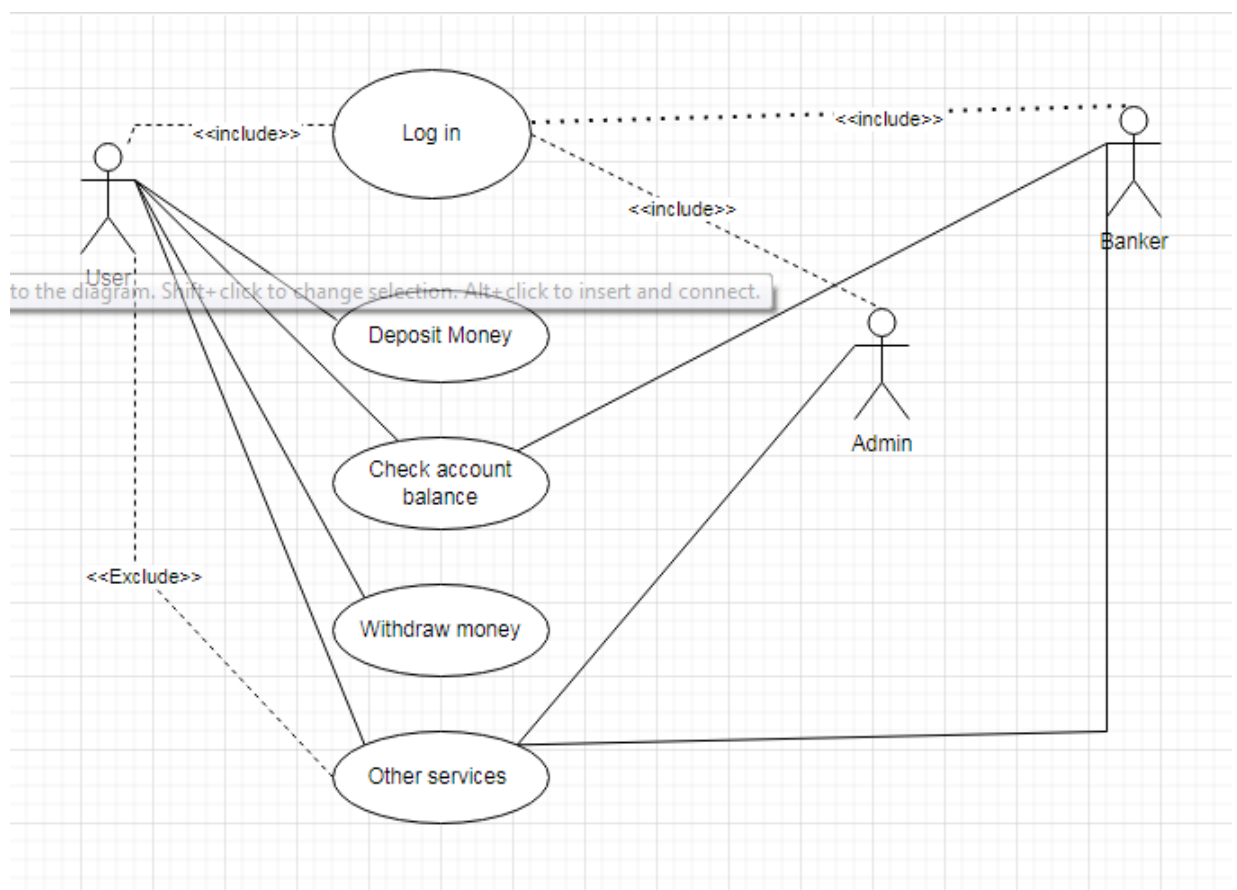 Log in
<<include>>
<<include>>
<<include>>
Banker
User
to the diagram. Shift+click to change selection. Alt+click to insert and connect.
Deposit Money
Admin
Check account
balance
<<Exclude>>
Withdraw money
Other services